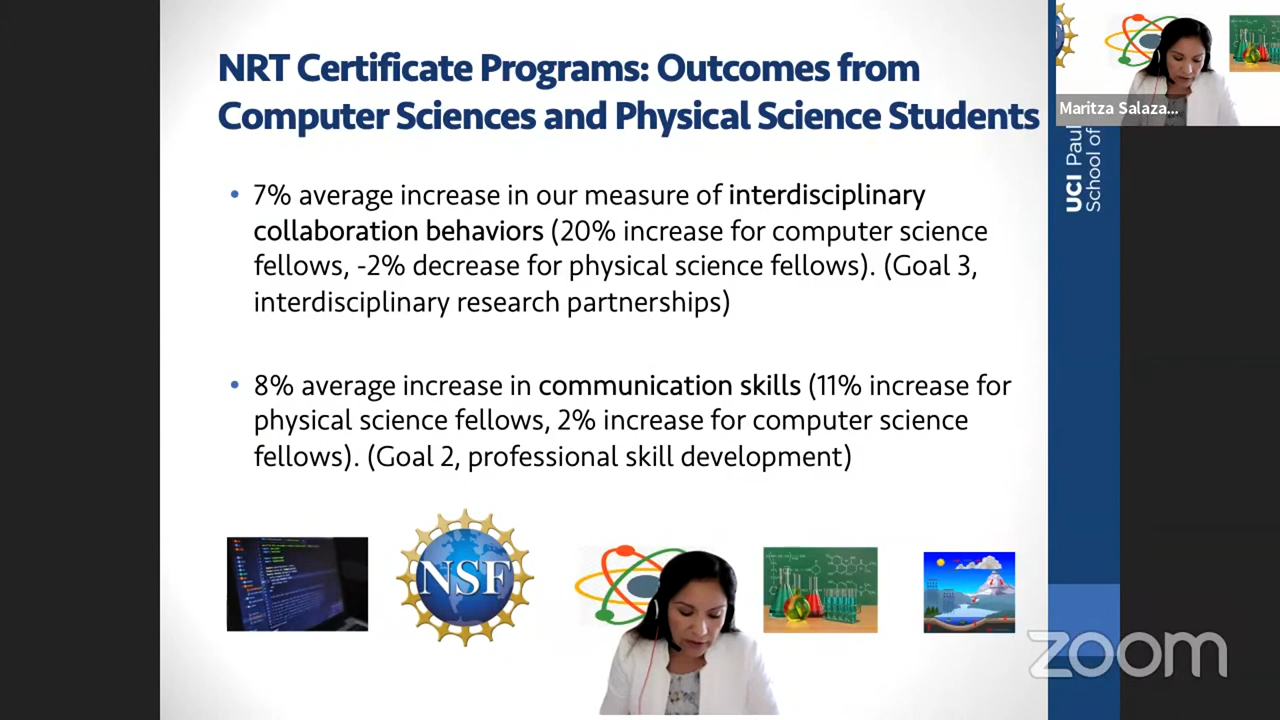 NRT Certificate Programs: Outcomes from
Computer Sciences and Physical Science Students
• 7% average increase in our measure of interdisciplinary
collaboration behaviors (20% increase for computer science
fellows, -2% decrease for physical science fellows). (Goal 3,
interdisciplinary research partnerships)
• 8% average increase in communication skills (11% increase for
physical science fellows, 2% increase for computer science
fellows). (Goal 2, professional skill development)
NSF
Maritza Salaza...
UCI Paul
School of
zoom